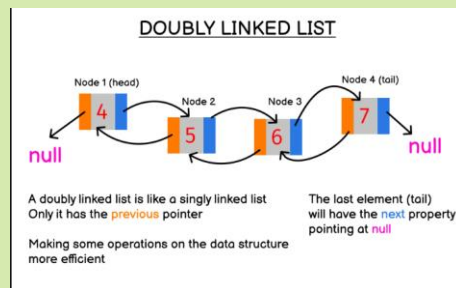 DOUBLY LINKED LIST
Node 1 (head)
Node 2
Node 3
Node 4 (tail)
4
5
6
7
null
null
A doubly linked list is like a singly linked list
Only it has the previous pointer
Making some operations on the data structure
more efficient
The last element (tail)
will have the next property
pointing at null